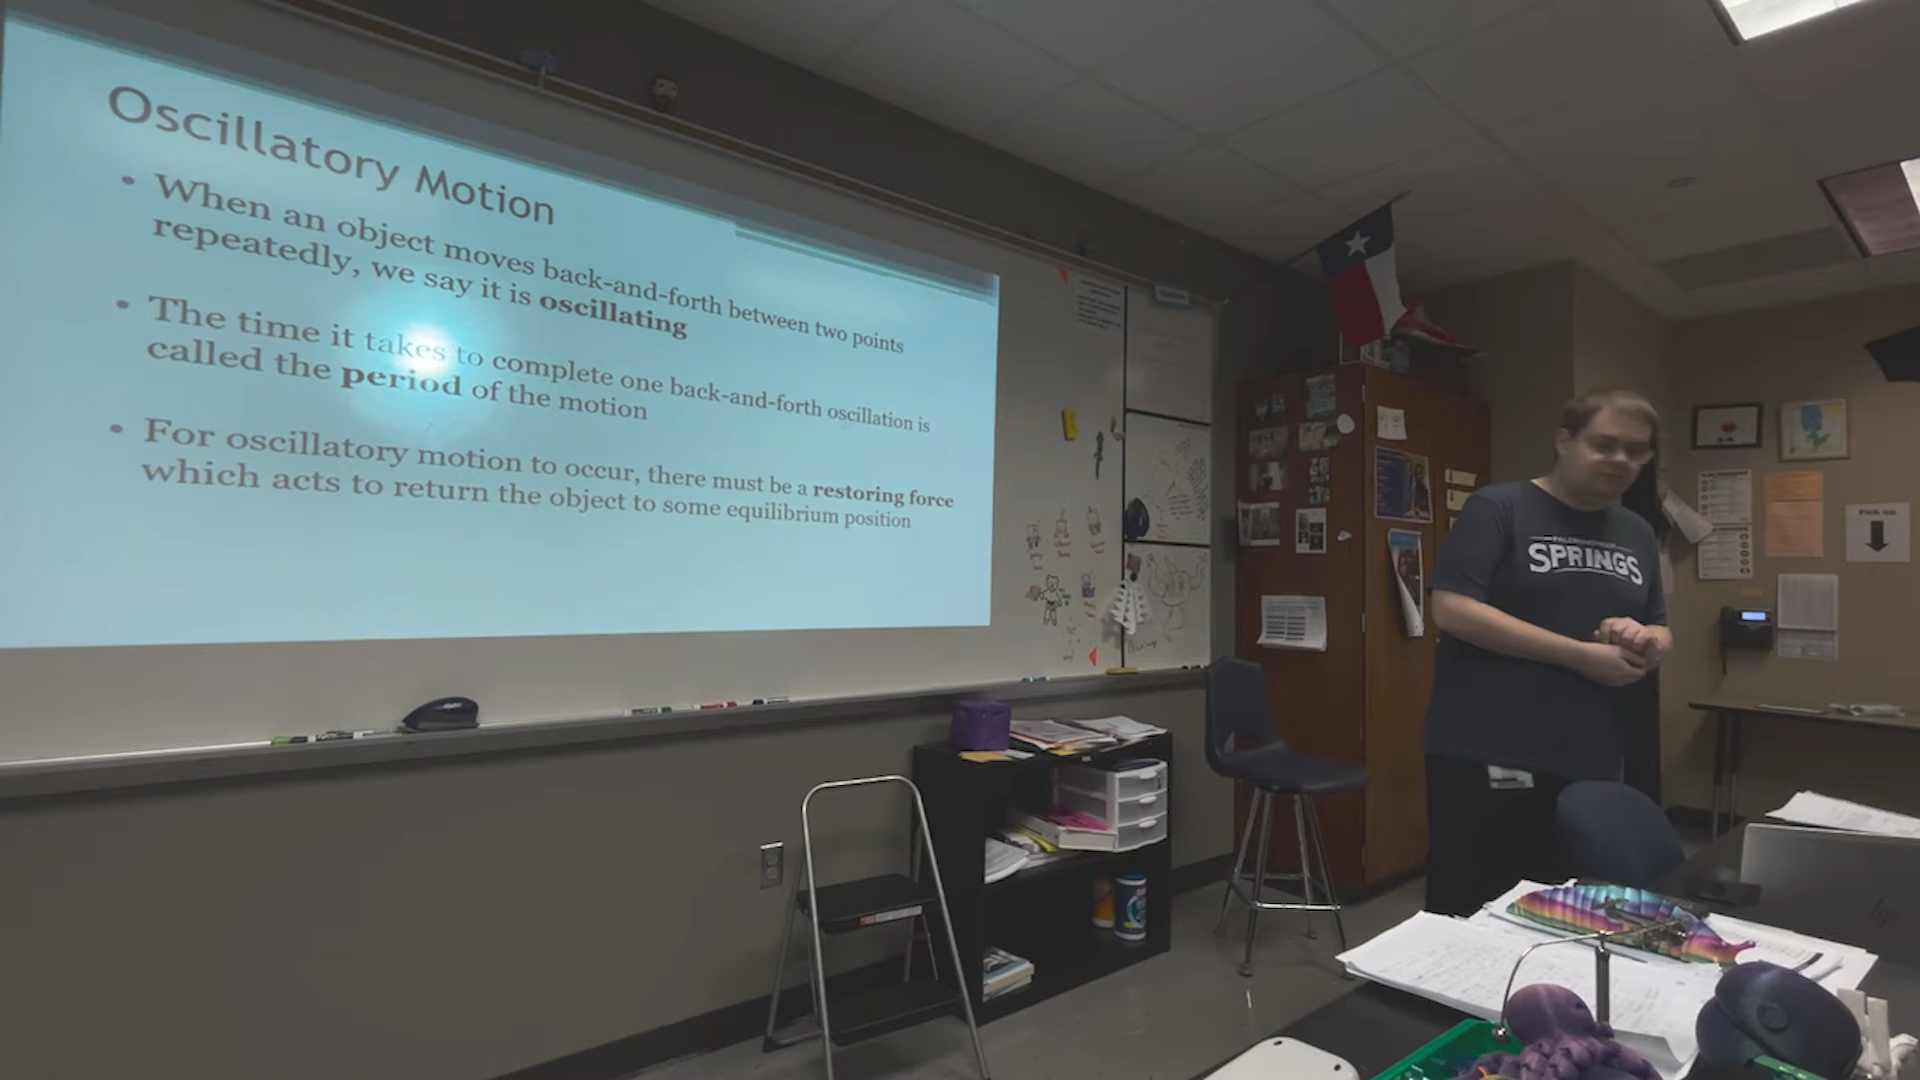 Oscillatory Motion
• When an object moves back-and-forth between two points
repeatedly, we say it is oscillating
• The time it takes to complete one back-and-forth oscillation is
called the period of the motion
• For oscillatory motion to occur, there must be a restoring force
which acts to return the object to some equilibrium position
SPRINGS
Pick up